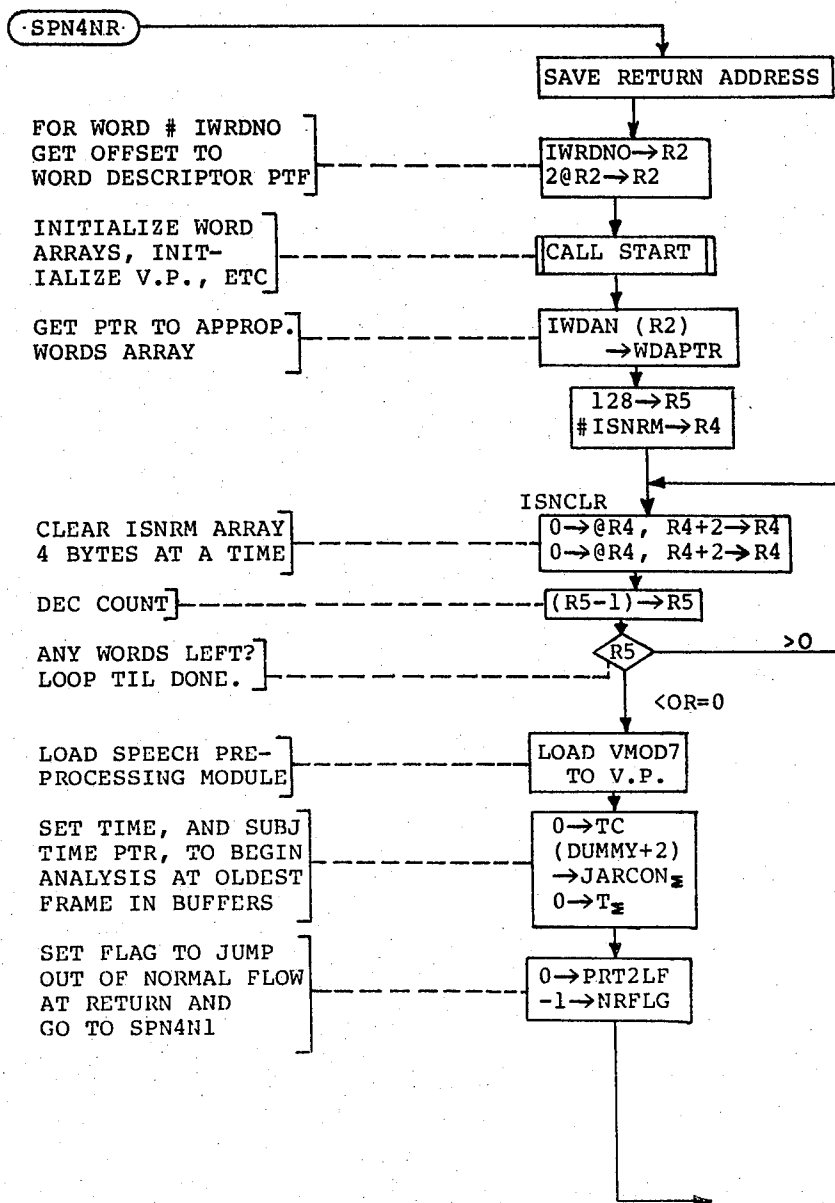 SPN4NR
SAVE RETURN ADDRESS
FOR WORD # IWRDNO
GET OFFSET TO
WORD DESCRIPTOR PTF
IWRDNO→R2
2@R2→R2
INITIALIZE WORD
ARRAYS, INIT-
IALIZE V.P., ETC
CALL START
GET PTR TO APPROP.
WORDS ARRAY
IWDAN (R2)
→WDAPTR
128→R5
#ISNRM→R4
ISNCLR
CLEAR ISNRM ARRAY
4 BYTES AT A TIME
0→@R4, R4+2→R4
0→@R4, R4+2→R4
DEC COUNT
(R5-1)→R5
ANY WORDS LEFT?
LOOP TIL DONE.
R5
>0
<OR=0
LOAD SPEECH PRE-
PROCESSING MODULE
LOAD VMOD7
TO V.P.
SET TIME, AND SUBJ
TIME PTR, TO BEGIN
ANALYSIS AT OLDEST
FRAME IN BUFFERS
0→TC
(DUMMY+2)
→JARCONΣ
0→TΣ
SET FLAG TO JUMP
OUT OF NORMAL FLOW
AT RETURN AND
GO TO SPN4N1
0→PRT2LF
-1→NRFLG